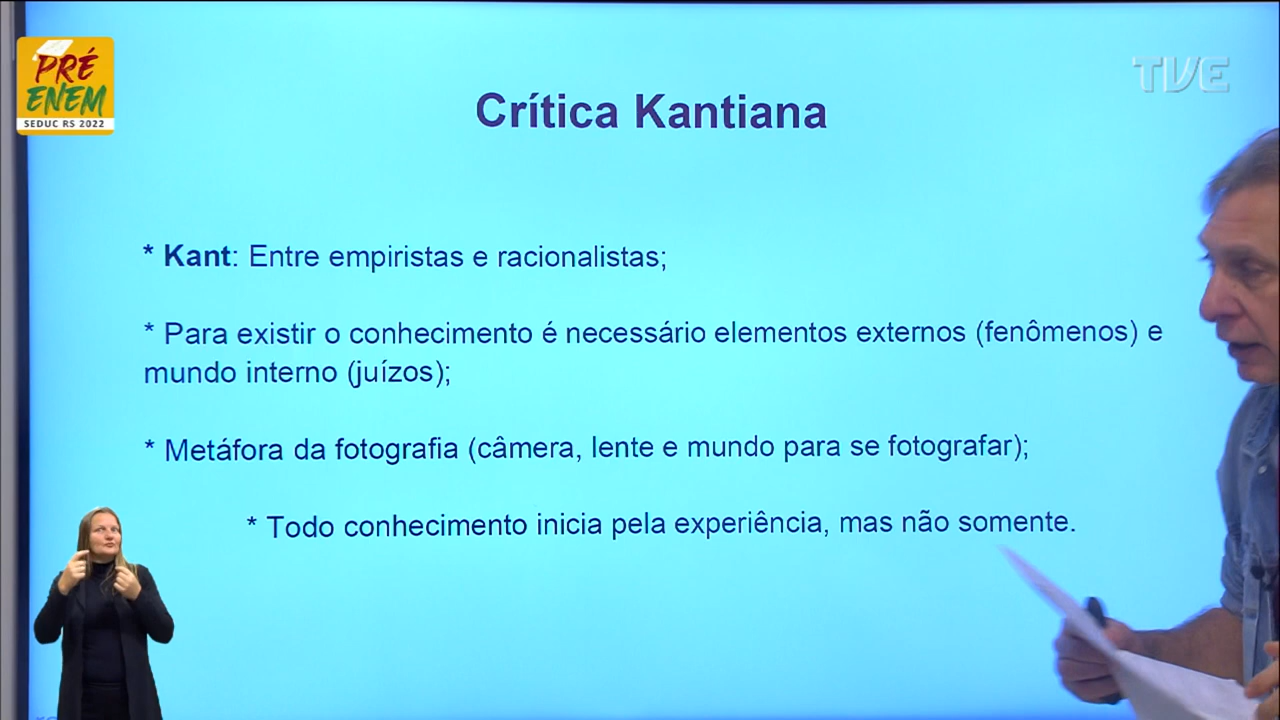 PRÉ
ENEM
SEDUC RS 2022
TVE
Crítica Kantiana
* Kant: Entre empiristas e racionalistas;
* Para existir o conhecimento é necessário elementos externos (fenômenos) e
mundo interno (juízos);
* Metáfora da fotografia (câmera, lente e mundo para se fotografar);
* Todo conhecimento inicia pela experiência, mas não somente.